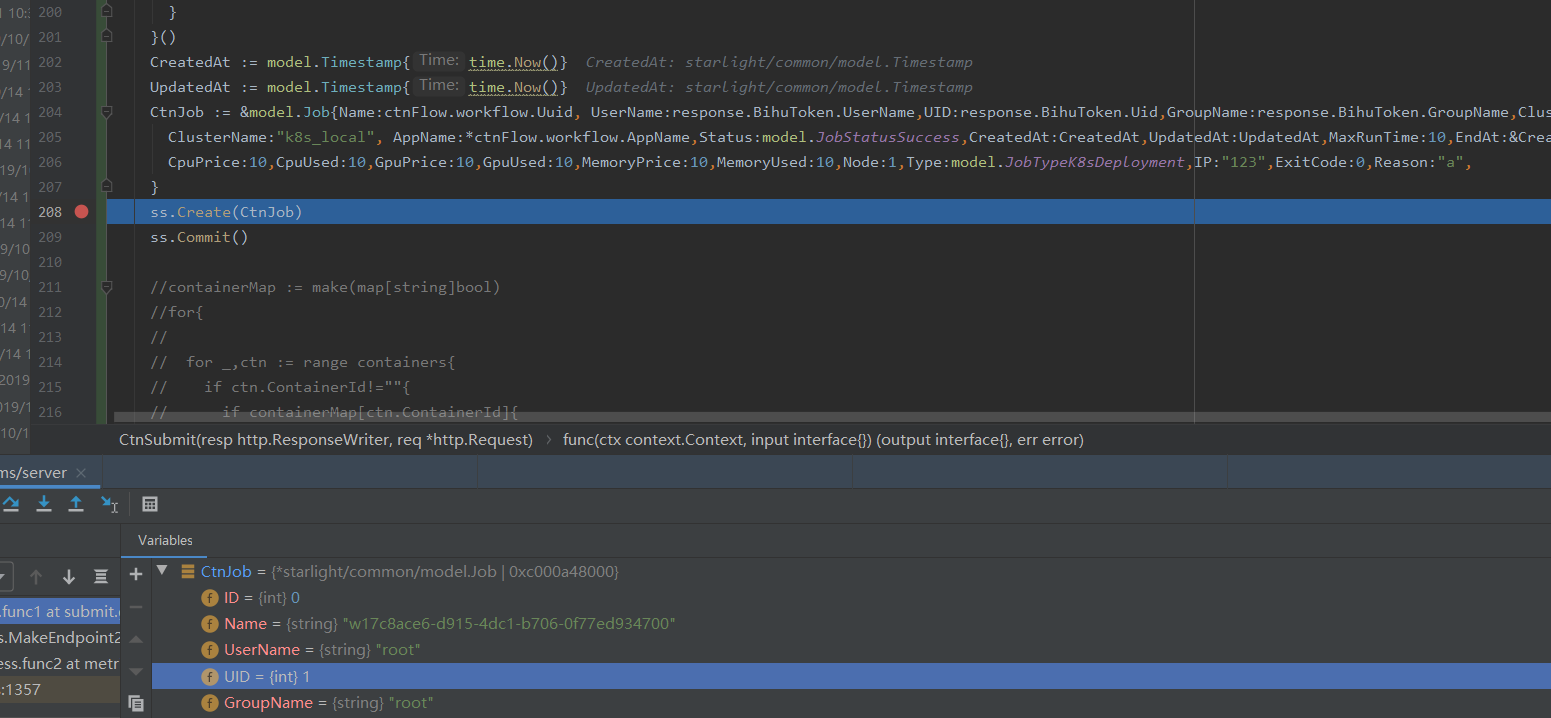 1 10:3 200 }
/10/ 201 }()
9/11 202 CreatedAt := model.Timestamp{ Time: time.Now()} CreatedAt: starlight/common/model.Timestamp
9/14 203 UpdatedAt := model.Timestamp{ Time: time.Now()} UpdatedAt: starlight/common/model.Timestamp
/14 1 204 CtnJob := &model.Job{Name:ctnFlow.workflow.Uuid, UserName:response.BihuToken.UserName,UID:response.BihuToken.Uid,GroupName:response.BihuToken.GroupName,Clus
14 11 205 ClusterName:"k8s_local", AppName:*ctnFlow.workflow.AppName,Status:model.JobStatusSuccess,CreatedAt:CreatedAt,UpdatedAt:UpdatedAt,MaxRunTime:10,EndAt:&Crea
19/1 206 CpuPrice:10,CpuUsed:10,GpuPrice:10,GpuUsed:10,MemoryPrice:10,MemoryUsed:10,Node:1,Type:model.JobTypeK8sDeployment,IP:"123",ExitCode:0,Reason:"a",
/14 1 207 }
14 1 208 ss.Create(CtnJob)
9/10 209 ss.Commit()
9/10, 210
/14 1 211 //containerMap := make(map[string]bool)
0/14 212 //for{
14 11 213 //
/14 1 214 // for _,ctn := range containers{
2019 215 // if ctn.ContainerId!=""{
019/1 216 // if containerMap[ctn.ContainerId]{
/10/1
CtnSubmit(resp http.ResponseWriter, req *http.Request) › func(ctx context.Context, input interface{}) (output interface{}, err error)
ms/server
Variables
CtnJob = {*starlight/common/model.Job | 0xc000a48000}
.func1 at submit. ID = {int} 0
Name = {string} "w17c8ace6-d915-4dc1-b706-0f77ed934700"
s.MakeEndpoint2 UserName = {string} "root"
ess.func2 at metr UID = {int} 1
:1357 GroupName = {string} "root"